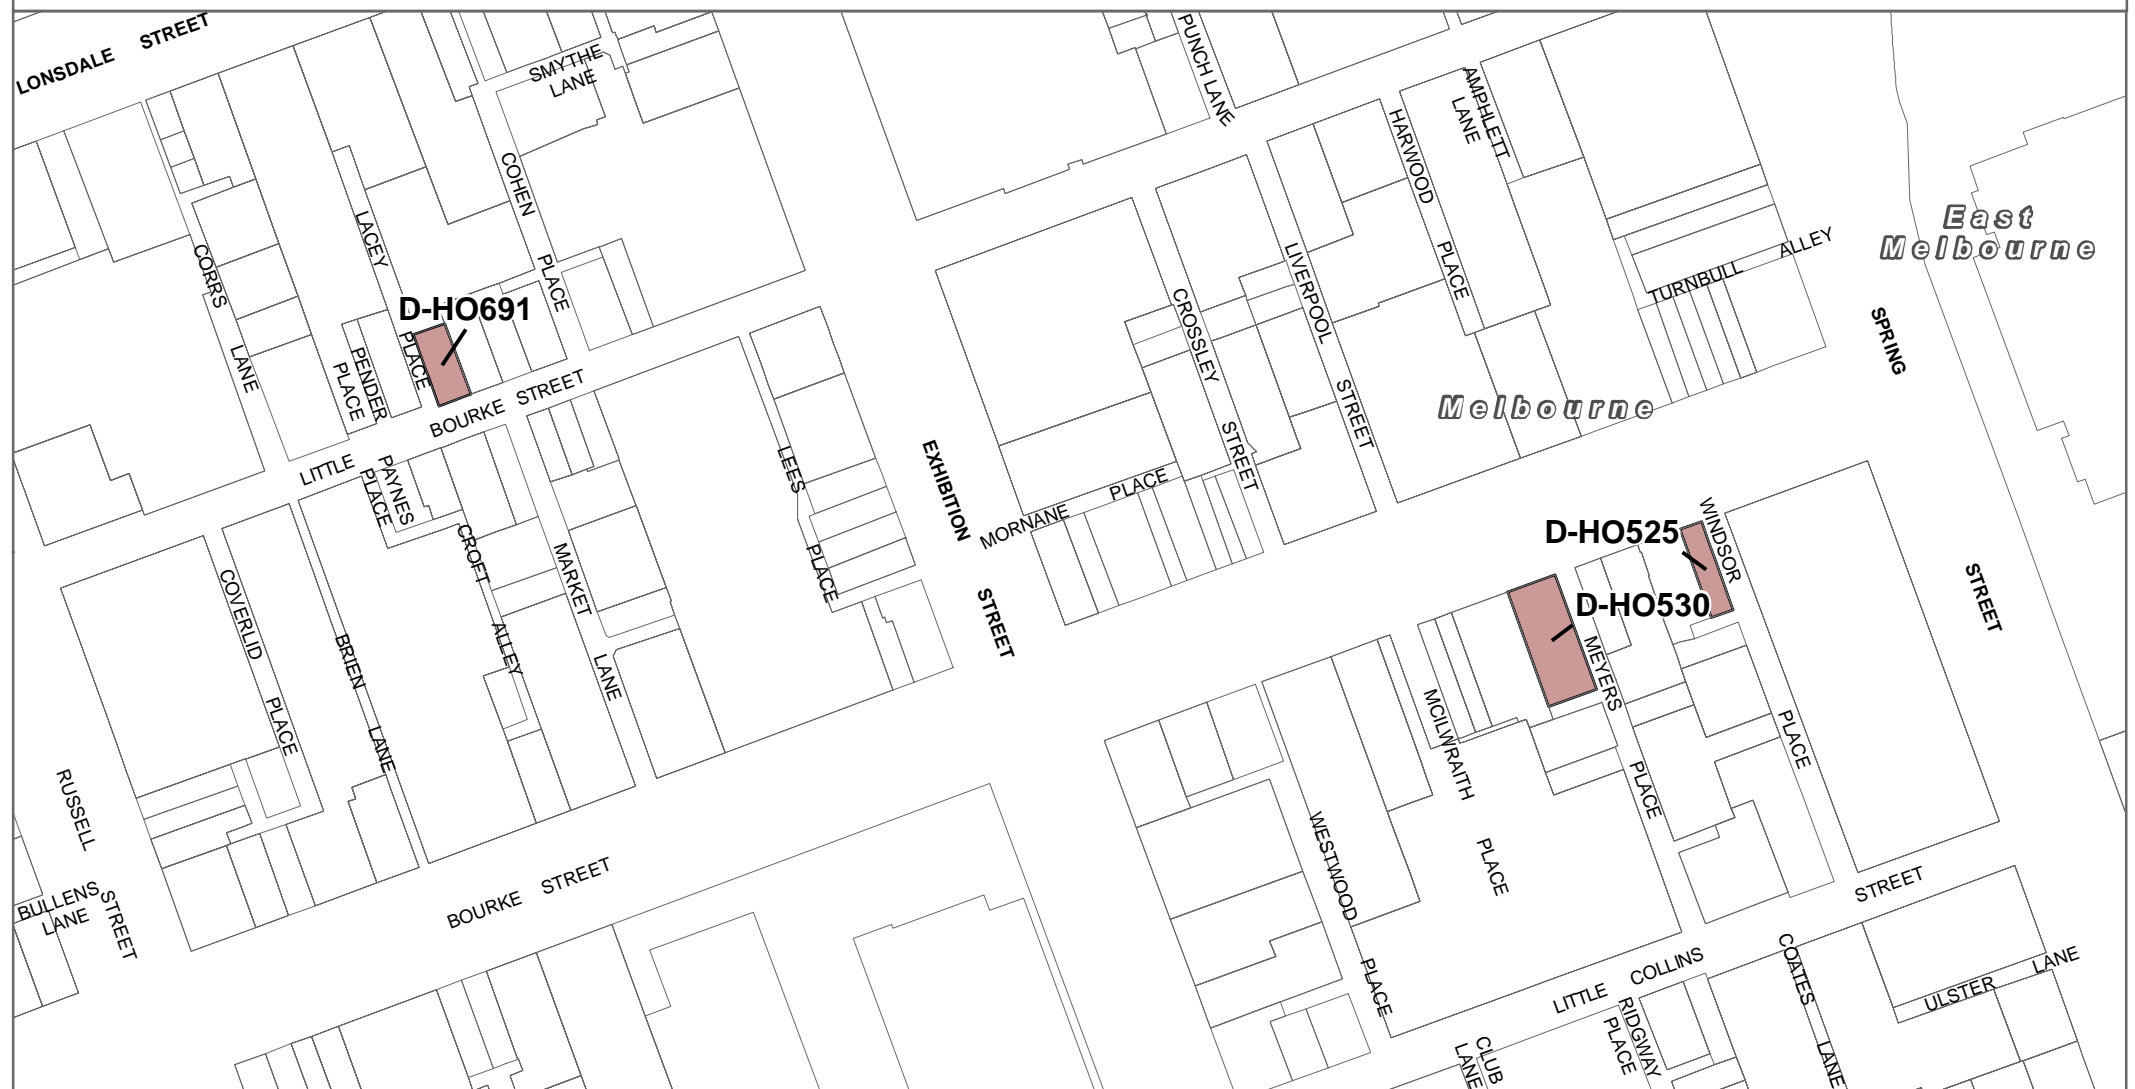 LONSDALE STREET
SMYTHE
LANE
PUNCH LANE
AMPHLETT
LANE
HARWOOD PLACE
COHEN PLACE
LACEY PLACE
CORRS LANE
East
Melbourne
TURNBULL ALLEY
LIVERPOOL STREET
CROSSLEY STREET
D-HO691
PENDER
PLACE
SPRING STREET
Melbourne
LITTLE BOURKE STREET
PAYNES
PLACE
LEES PLACE
EXHIBITION STREET
MORNANE PLACE
D-HO525
WINDSOR PLACE
D-HO530
MEYERS PLACE
CROFT ALLEY
MARKET LANE
COVERLID PLACE
BRIEN LANE
MCILWRAITH PLACE
RUSSELL STREET
WESTWOOD PLACE
BULLENS
LANE
BOURKE STREET
LITTLE COLLINS STREET
COATES LANE
ULSTER LANE
RIDGWAY
PLACE
CLUB
LANE